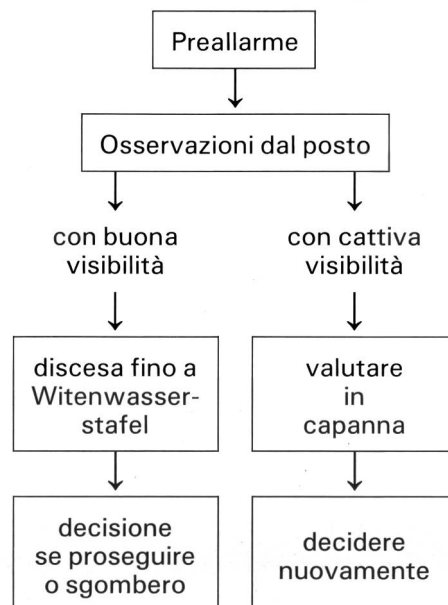 Preallarme
Osservazioni dal posto
con buona
visibilità
con cattiva
visibilità
discesa fino a
Witenwasser-
stafel
valutare
in
capanna
decisione
se proseguire
o sgombero
decidere
nuovamente